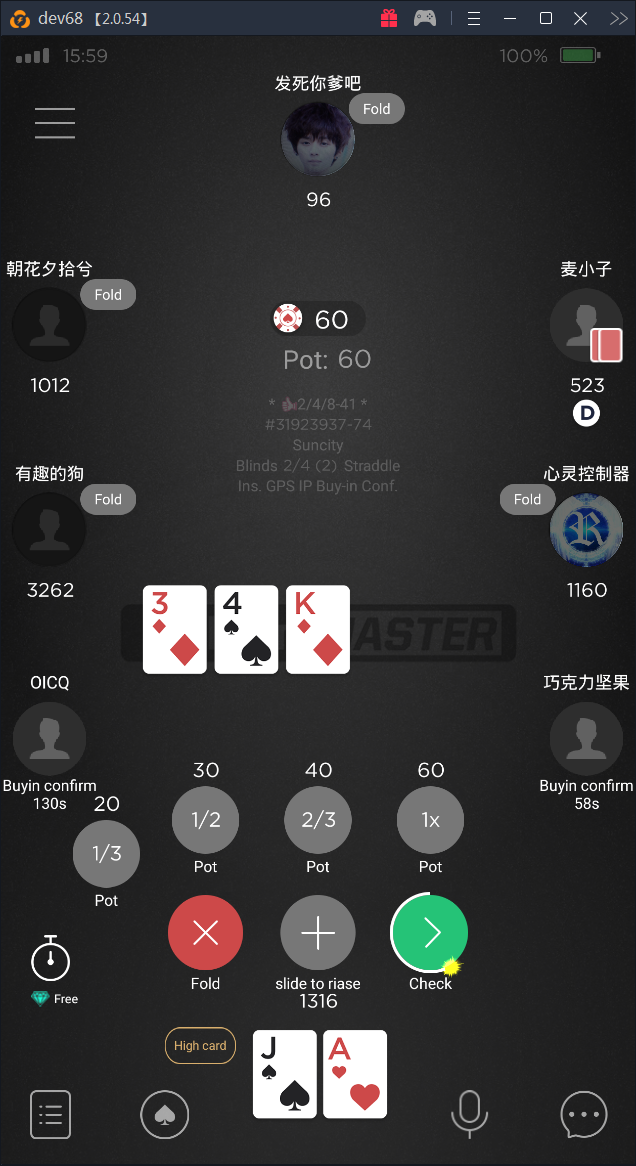 dev68 【2.0.54】
15:59
100%
发死你爹吧
Fold
96
朝花夕拾兮
Fold
1012
麦小子
523
D
60
Pot: 60
* 2/4/8-41 *
#31923937-74
Suncity
Blinds 2/4 (2) Straddle
Ins. GPS IP Buy-in Conf.
有趣的狗
Fold
3262
心灵控制器
Fold
R
1160
3 4 K
ASTER
OICQ
Buyin confirm
130s
巧克力坚果
Buyin confirm
58s
20
1/3
Pot
30
1/2
Pot
40
2/3
Pot
60
1x
Pot
Fold
slide to riase
1316
Check
Free
High card
J A